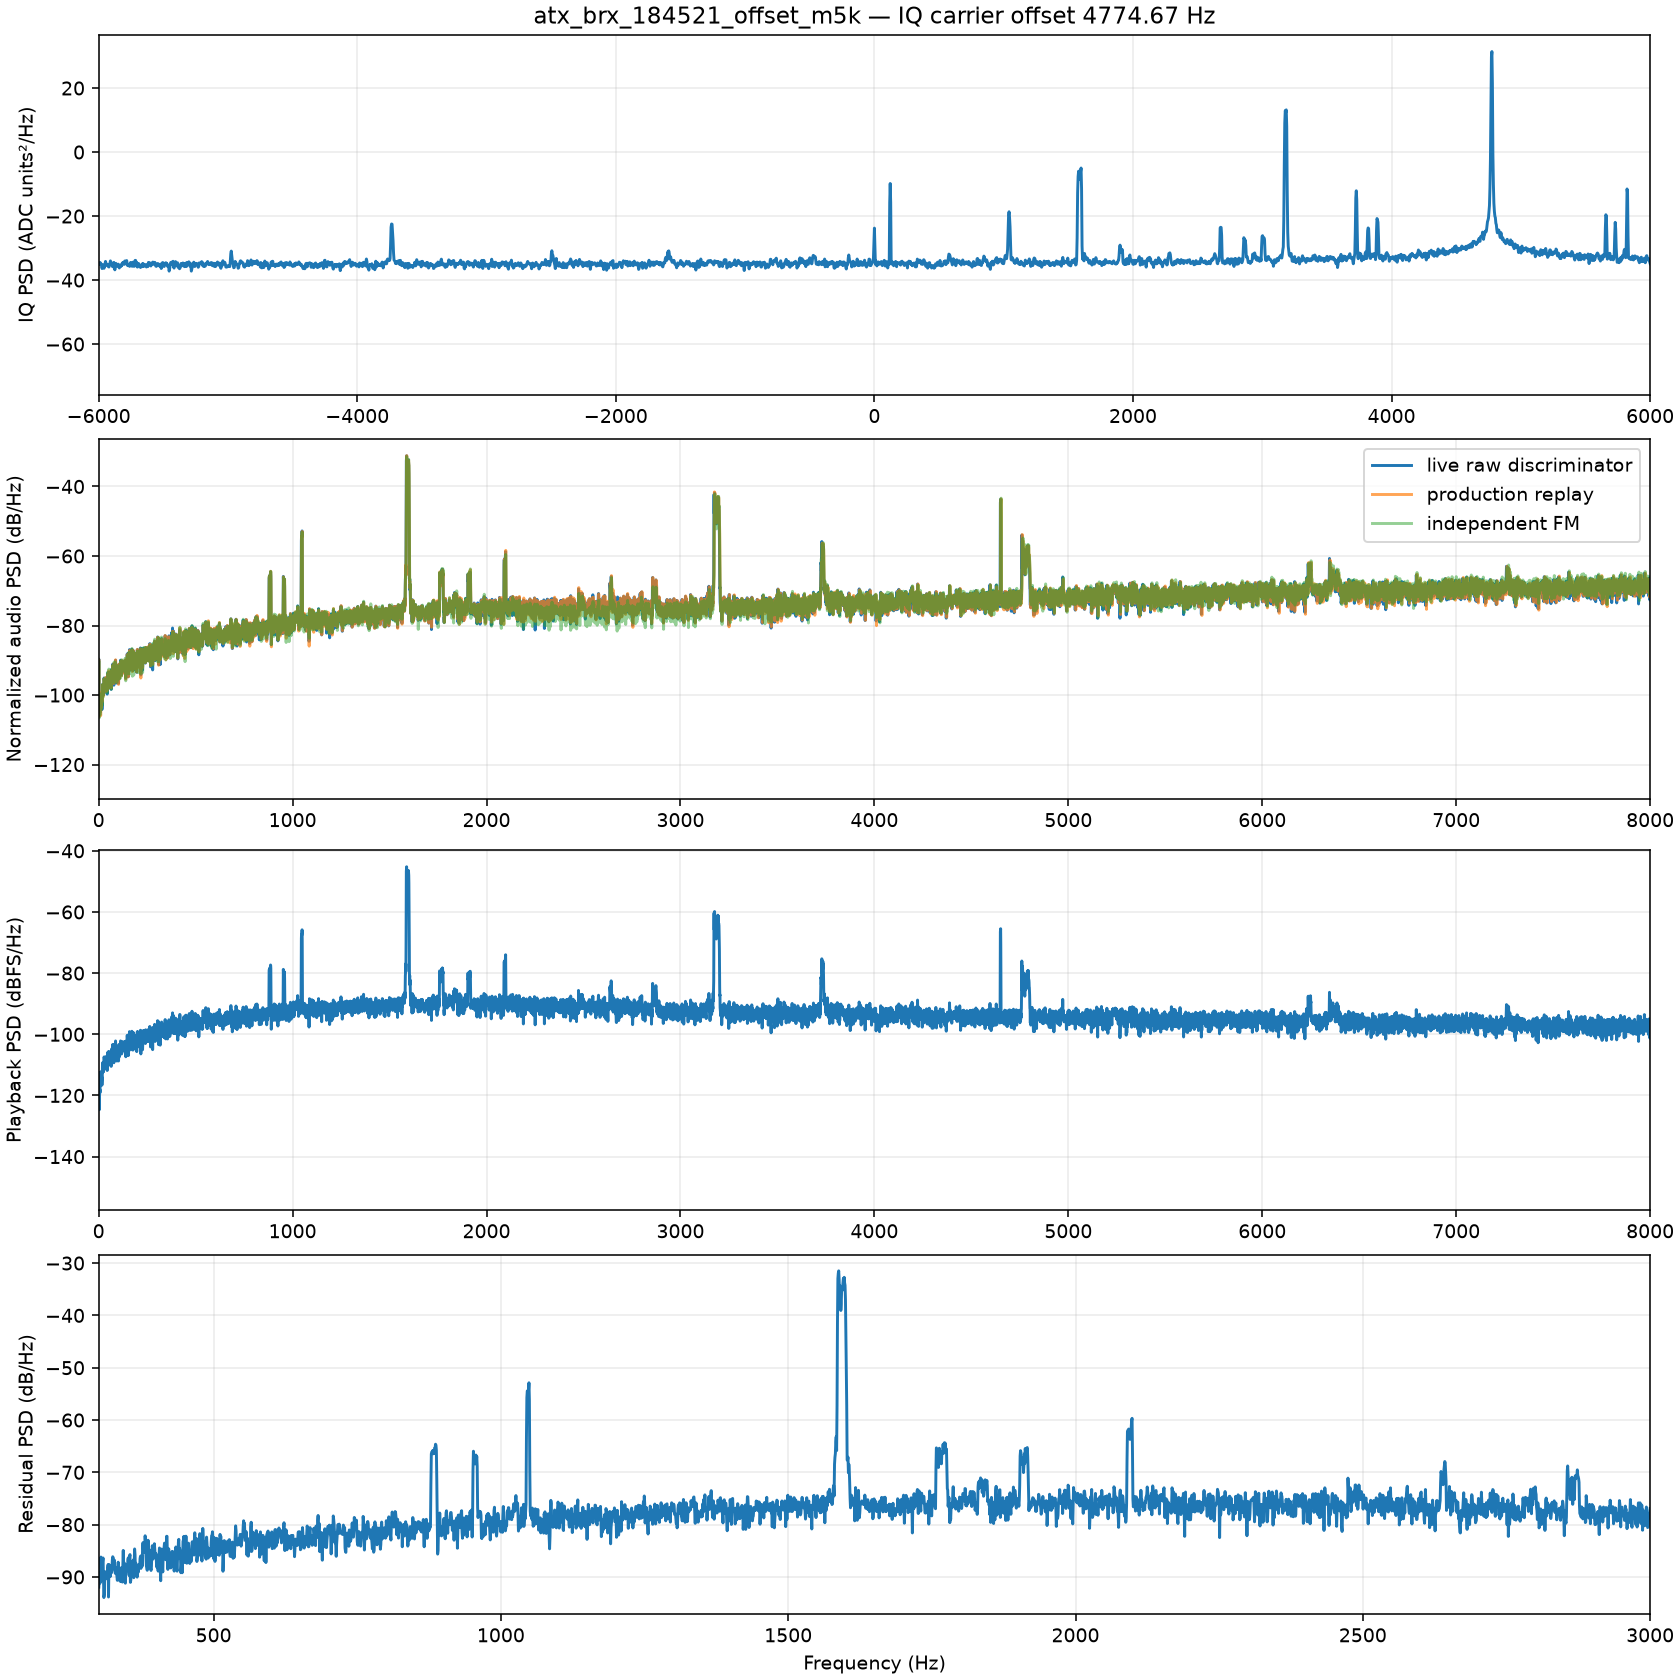 atx_brx_184521_offset_m5k — IQ carrier offset 4774.67 Hz
IQ PSD (ADC units²/Hz)
20
0
−20
−40
−60
−6000 −4000 −2000 0 2000 4000 6000
Normalized audio PSD (dB/Hz)
−40
−60
−80
−100
−120
live raw discriminator
production replay
independent FM
0 1000 2000 3000 4000 5000 6000 7000 8000
Playback PSD (dBFS/Hz)
−40
−60
−80
−100
−120
−140
0 1000 2000 3000 4000 5000 6000 7000 8000
Residual PSD (dB/Hz)
−30
−40
−50
−60
−70
−80
−90
500 1000 1500 2000 2500 3000
Frequency (Hz)